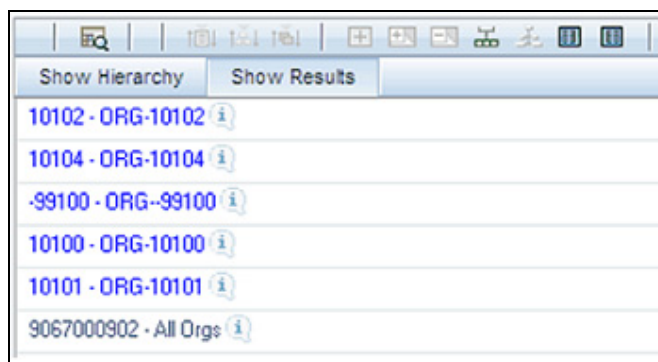 Show Hierarchy Show Results
10102 - ORG-10102
10104 - ORG-10104
-99100 - ORG--99100
10100 - ORG-10100
10101 - ORG-10101
9067000902 - All Orgs